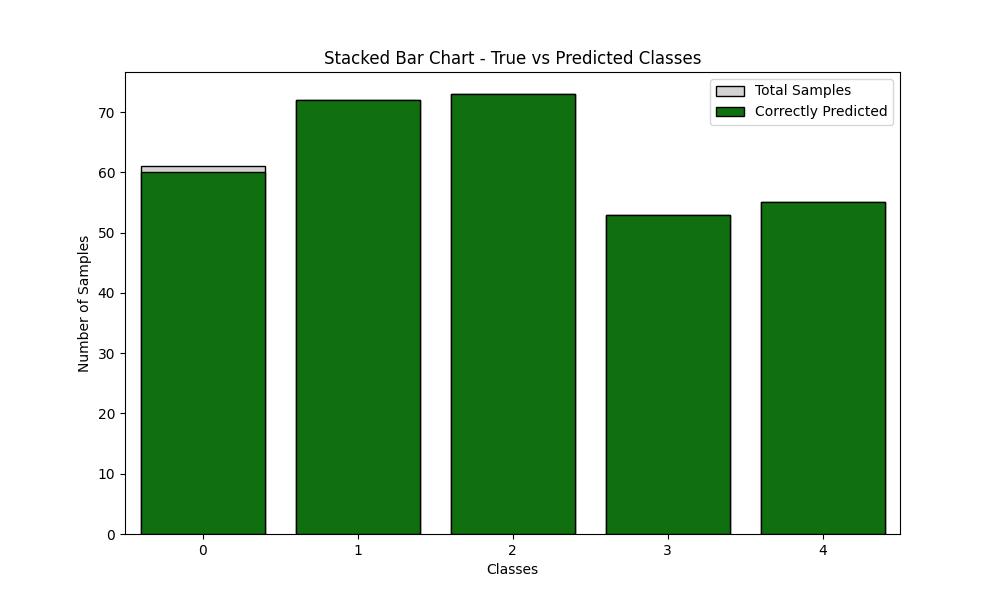 Stacked Bar Chart - True vs Predicted Classes
Total Samples
Correctly Predicted
Number of Samples
70
60
50
40
30
20
10
0
0 1 2 3 4
Classes